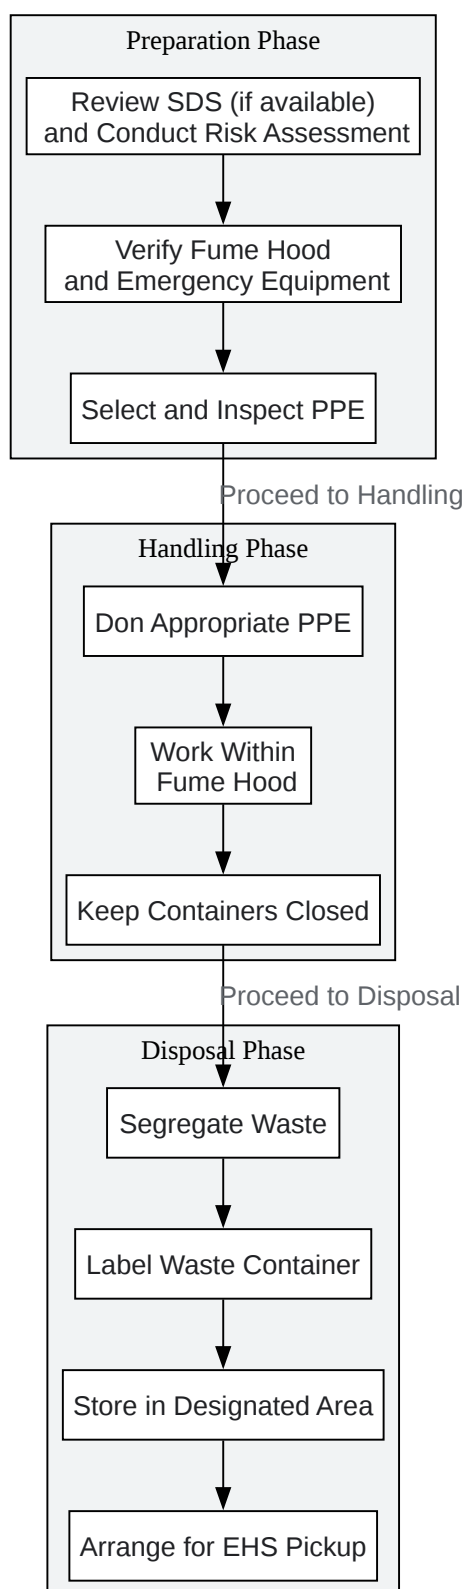 Preparation Phase
Review SDS (if available)
and Conduct Risk Assessment
Verify Fume Hood
and Emergency Equipment
Select and Inspect PPE
Proceed to Handling
Handling Phase
Don Appropriate PPE
Work Within
Fume Hood
Keep Containers Closed
Proceed to Disposal
Disposal Phase
Segregate Waste
Label Waste Container
Store in Designated Area
Arrange for EHS Pickup